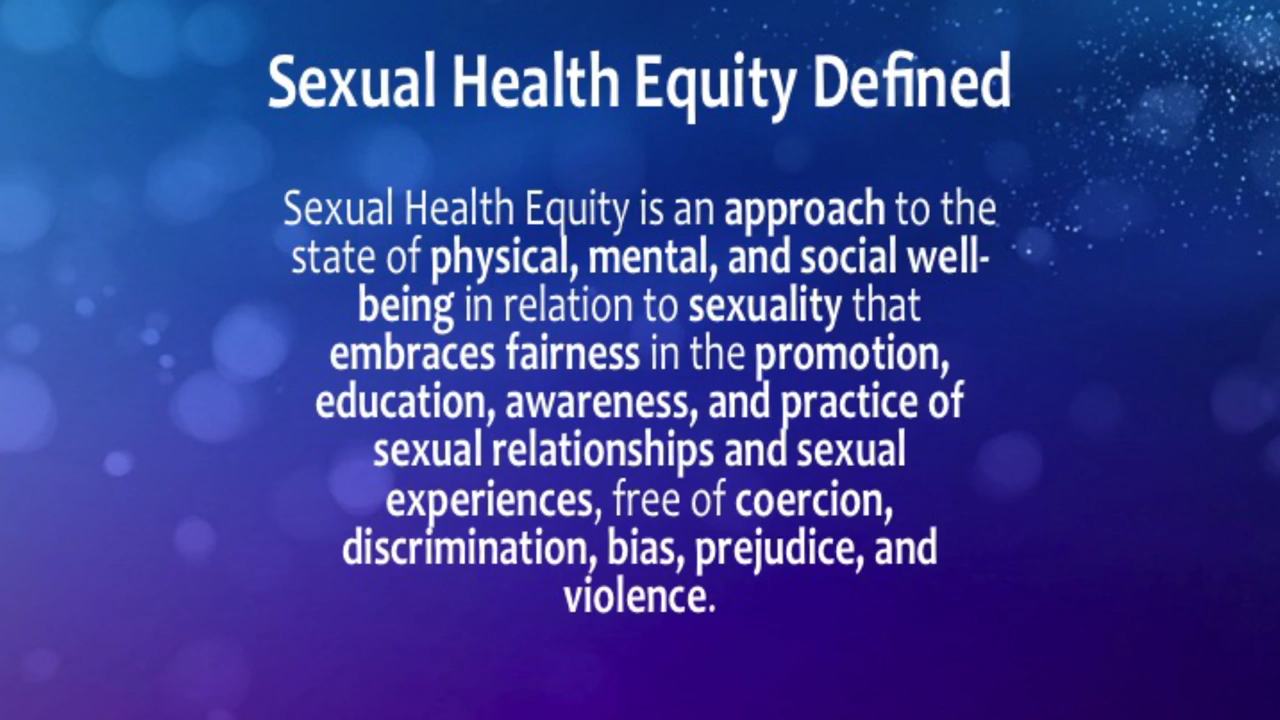 Sexual Health Equity Defined
Sexual Health Equity is an approach to the
state of physical, mental, and social well-
being in relation to sexuality that
embraces fairness in the promotion,
education, awareness, and practice of
sexual relationships and sexual
experiences, free of coercion,
discrimination, bias, prejudice, and
violence.